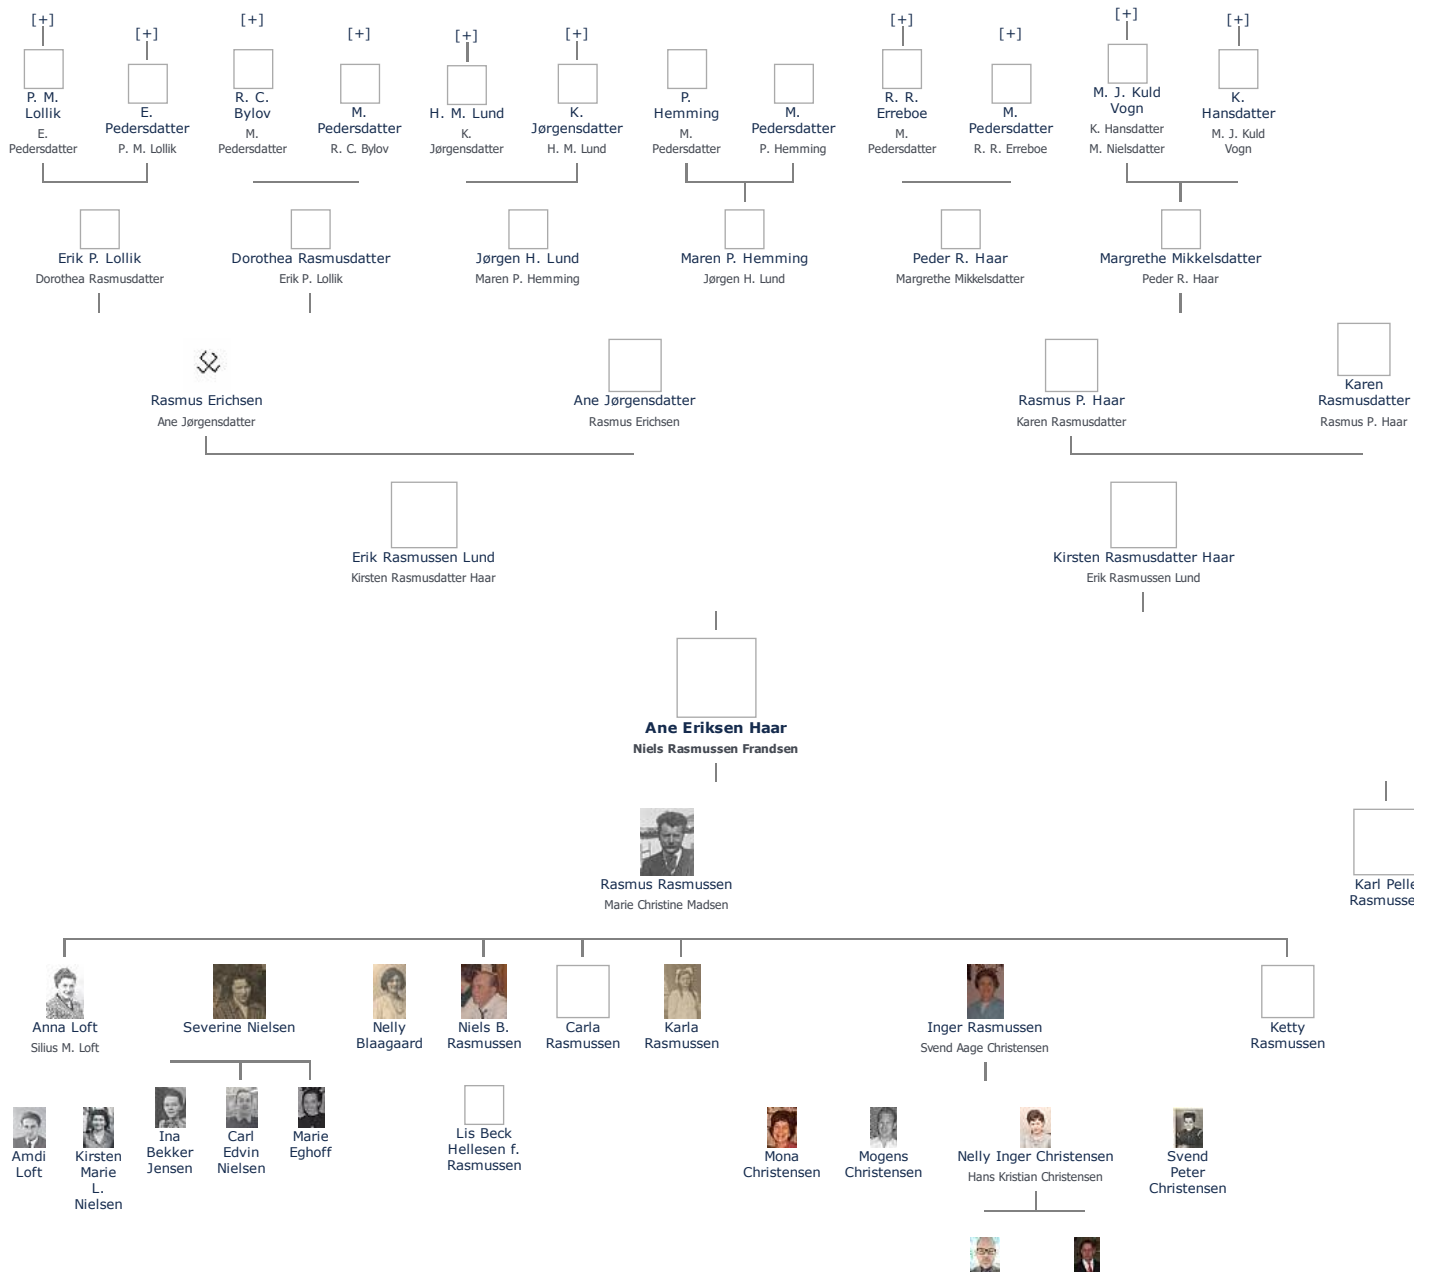 [+]
[+]
[+]
[+]
[+]
[+]
[+]
[+]
[+]
[+]
P. M.
Lollik
E.
Pedersdatter
E.
Pedersdatter
P. M. Lollik
R. C.
Bylov
M.
Pedersdatter
M.
Pedersdatter
R. C. Bylov
H. M. Lund
K.
Jørgensdatter
K.
Jørgensdatter
H. M. Lund
P.
Hemming
M.
Pedersdatter
M.
Pedersdatter
P. Hemming
R. R.
Erreboe
M.
Pedersdatter
M.
Pedersdatter
R. R. Erreboe
M. J. Kuld
Vogn
K. Hansdatter
M. Nielsdatter
K.
Hansdatter
M. J. Kuld
Vogn
Erik P. Lollik
Dorothea Rasmusdatter
Dorothea Rasmusdatter
Erik P. Lollik
Jørgen H. Lund
Maren P. Hemming
Maren P. Hemming
Jørgen H. Lund
Peder R. Haar
Margrethe Mikkelsdatter
Margrethe Mikkelsdatter
Peder R. Haar
Rasmus Erichsen
Ane Jørgensdatter
Ane Jørgensdatter
Rasmus Erichsen
Rasmus P. Haar
Karen Rasmusdatter
Karen
Rasmusdatter
Rasmus P. Haar
Erik Rasmussen Lund
Kirsten Rasmusdatter Haar
Kirsten Rasmusdatter Haar
Erik Rasmussen Lund
Ane Eriksen Haar
Niels Rasmussen Frandsen
Rasmus Rasmussen
Marie Christine Madsen
Karl Pelle
Rasmusse
Anna Loft
Silius M. Loft
Severine Nielsen
Nelly
Blaagaard
Niels B.
Rasmussen
Carla
Rasmussen
Karla
Rasmussen
Inger Rasmussen
Svend Aage Christensen
Ketty
Rasmussen
Amdi
Loft
Kirsten
Marie
L.
Nielsen
Ina
Bekker
Jensen
Carl
Edvin
Nielsen
Marie
Eghoff
Lis Beck
Hellesen f.
Rasmussen
Mona
Christensen
Mogens
Christensen
Nelly Inger Christensen
Hans Kristian Christensen
Svend
Peter
Christensen